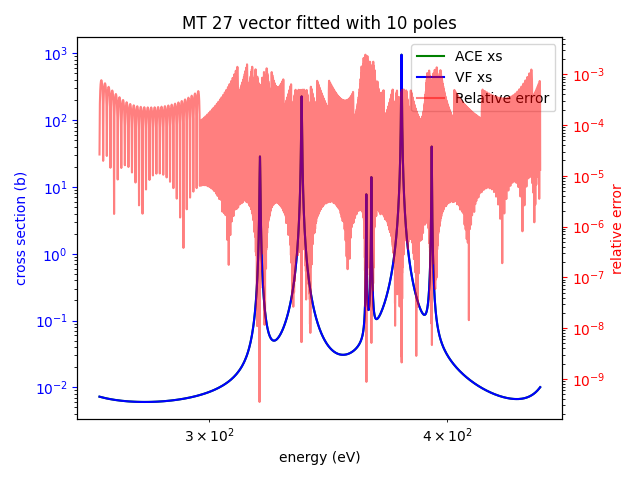 MT 27 vector fitted with 10 poles
ACE xs
VF xs
Relative error
cross section (b)
10³
10²
10¹
10⁰
10⁻¹
10⁻²
10⁻³
10⁻⁴
10⁻⁵
10⁻⁶
10⁻⁷
10⁻⁸
10⁻⁹
relative error
3 × 10²
4 × 10²
energy (eV)